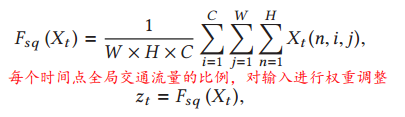 F_{sq}(X_t) = \frac{1}{W × H × C} \sum_{i=1}^{C} \sum_{j=1}^{W} \sum_{n=1}^{H} X_t(n, i, j),
每个时间点全局交通流量的比例，对输入进行权重调整
z_t = F_{sq}(X_t),